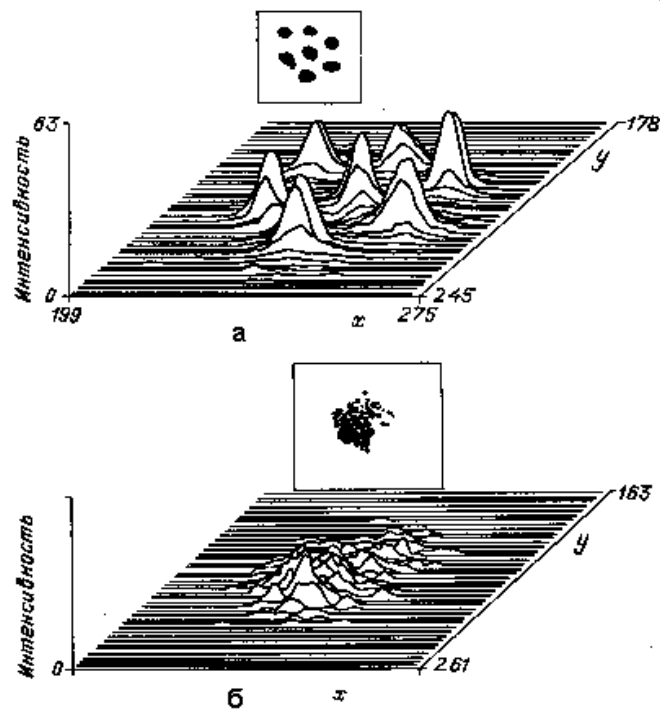 63
Интенсивность
178
y
0
245
199
x
275
а
Интенсивность
163
y
0
261
x
б